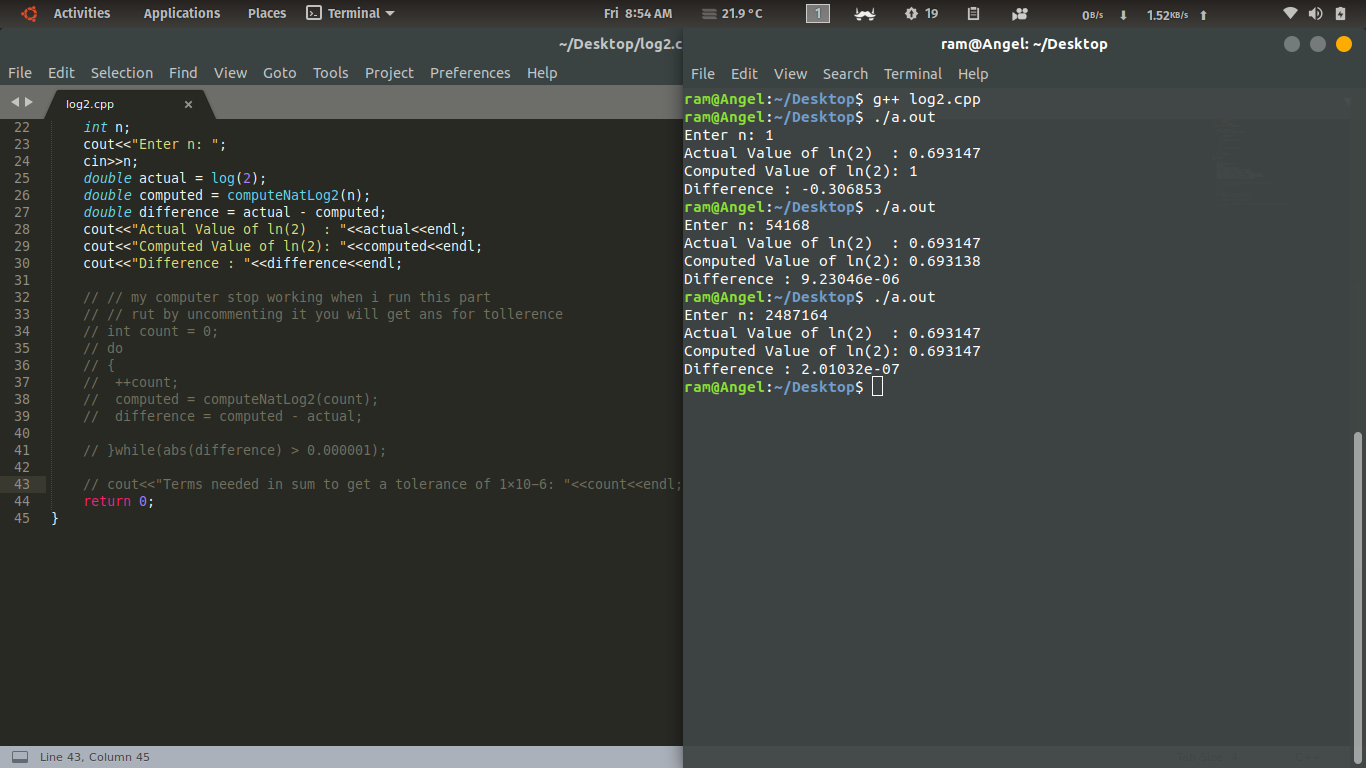 Activities Applications Places Terminal Fri 8:54 AM 21.9 °C 1 19 0B/s 1.52KB/s
~/Desktop/log2.c
File Edit Selection Find View Goto Tools Project Preferences Help
log2.cpp ×
22 int n;
23 cout<<"Enter n: ";
24 cin>>n;
25 double actual = log(2);
26 double computed = computeNatLog2(n);
27 double difference = actual - computed;
28 cout<<"Actual Value of ln(2)  : "<<actual<<endl;
29 cout<<"Computed Value of ln(2): "<<computed<<endl;
30 cout<<"Difference : "<<difference<<endl;
31
32 // // my computer stop working when i run this part
33 // // rut by uncommenting it you will get ans for tollerence
34 // int count = 0;
35 // do
36 // {
37 //  ++count;
38 //  computed = computeNatLog2(count);
39 //  difference = computed - actual;
40
41 // }while(abs(difference) > 0.000001);
42
43 // cout<<"Terms needed in sum to get a tolerance of 1×10−6: "<<count<<endl;
44 return 0;
45 }
Line 43, Column 45
ram@Angel: ~/Desktop
File Edit View Search Terminal Help
ram@Angel:~/Desktop$ g++ log2.cpp
ram@Angel:~/Desktop$ ./a.out
Enter n: 1
Actual Value of ln(2)  : 0.693147
Computed Value of ln(2): 1
Difference : -0.306853
ram@Angel:~/Desktop$ ./a.out
Enter n: 54168
Actual Value of ln(2)  : 0.693147
Computed Value of ln(2): 0.693138
Difference : 9.23046e-06
ram@Angel:~/Desktop$ ./a.out
Enter n: 2487164
Actual Value of ln(2)  : 0.693147
Computed Value of ln(2): 0.693147
Difference : 2.01032e-07
ram@Angel:~/Desktop$